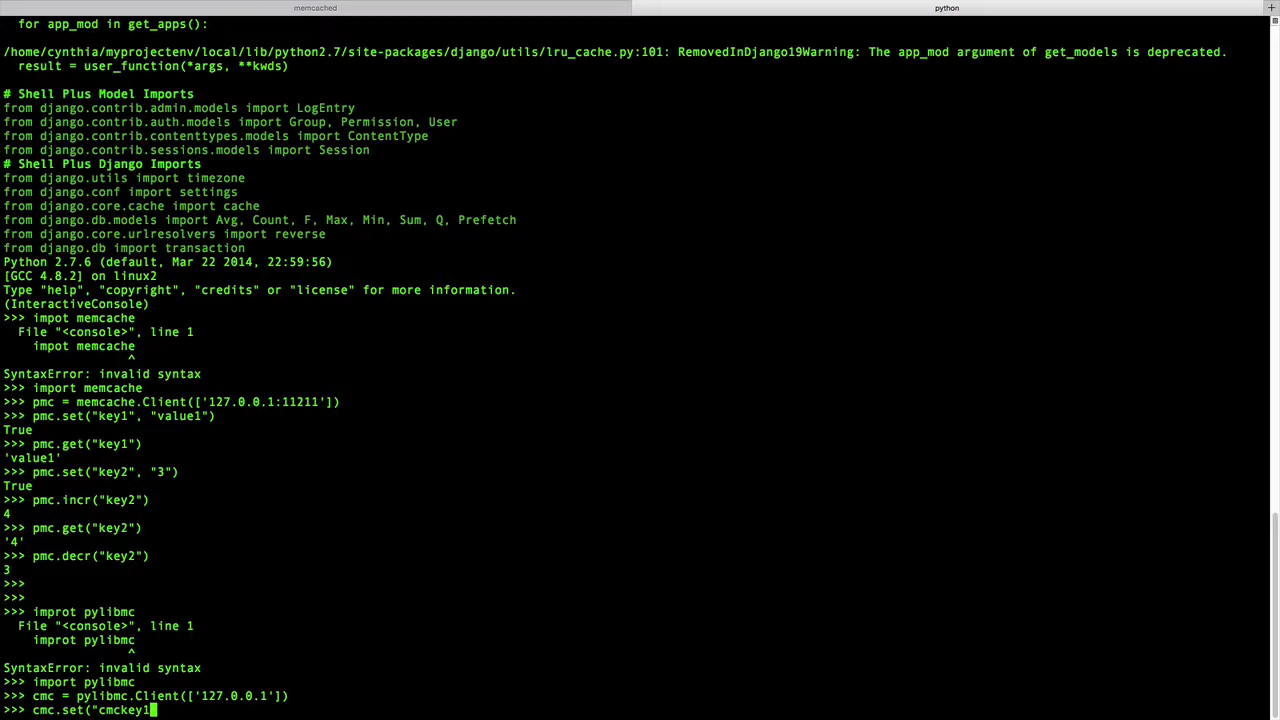 memcached
python
+
for app_mod in get_apps():
/home/cynthia/myprojectenv/local/lib/python2.7/site-packages/django/utils/lru_cache.py:101: RemovedInDjango19Warning: The app_mod argument of get_models is deprecated.
result = user_function(*args, **kwds)
# Shell Plus Model Imports
from django.contrib.admin.models import LogEntry
from django.contrib.auth.models import Group, Permission, User
from django.contrib.contenttypes.models import ContentType
from django.contrib.sessions.models import Session
# Shell Plus Django Imports
from django.utils import timezone
from django.conf import settings
from django.core.cache import cache
from django.db.models import Avg, Count, F, Max, Min, Sum, Q, Prefetch
from django.core.urlresolvers import reverse
from django.db import transaction
Python 2.7.6 (default, Mar 22 2014, 22:59:56)
[GCC 4.8.2] on linux2
Type "help", "copyright", "credits" or "license" for more information.
(InteractiveConsole)
>>> impot memcache
File "<console>", line 1
impot memcache
^
SyntaxError: invalid syntax
>>> import memcache
>>> pmc = memcache.Client(['127.0.0.1:11211'])
>>> pmc.set("key1", "value1")
True
>>> pmc.get("key1")
'value1'
>>> pmc.set("key2", "3")
True
>>> pmc.incr("key2")
4
>>> pmc.get("key2")
'4'
>>> pmc.decr("key2")
3
>>>
>>>
>>> improt pylibmc
File "<console>", line 1
improt pylibmc
^
SyntaxError: invalid syntax
>>> import pylibmc
>>> cmc = pylibmc.Client(['127.0.0.1'])
>>> cmc.set("cmckey1